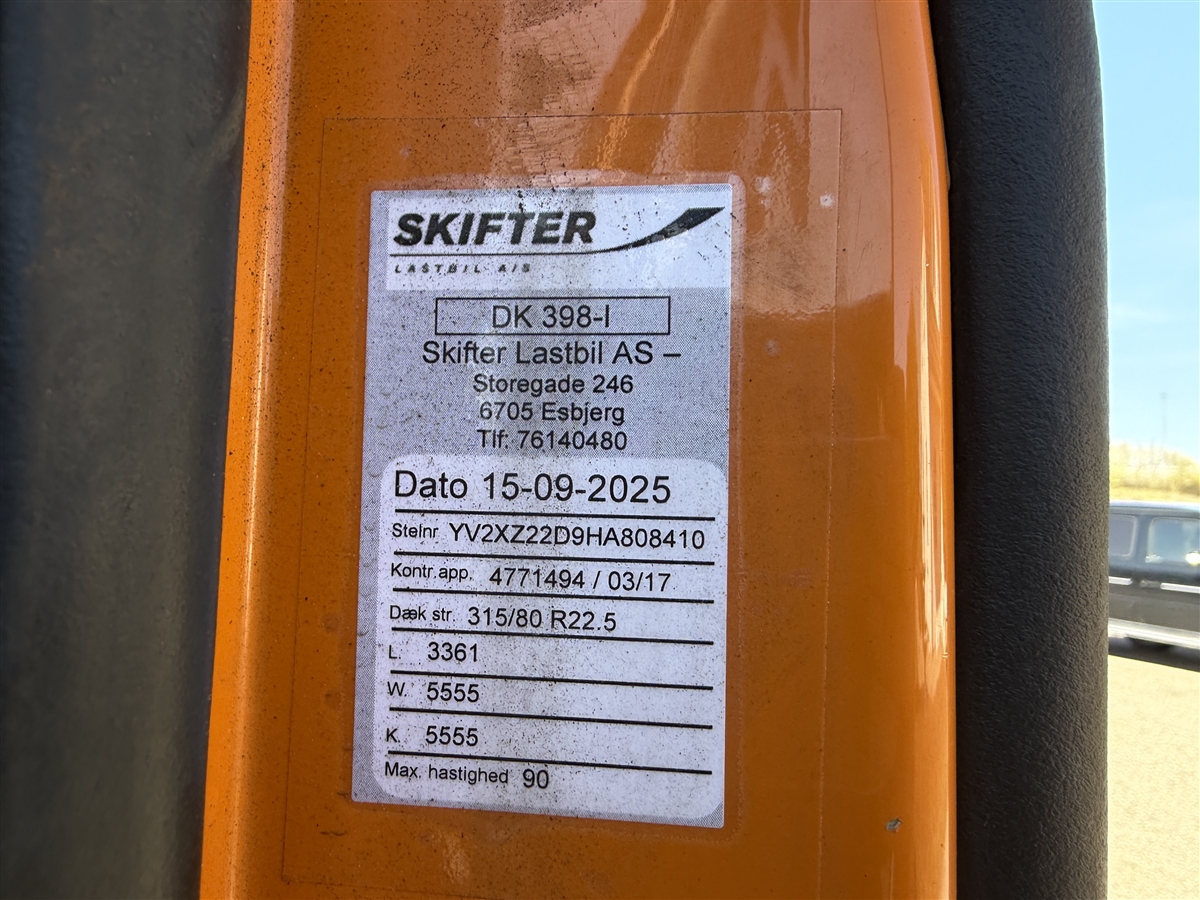 SKIFTER
LASTBIL A/S
DK 398-I
Skifter Lastbil AS –
Storegade 246
6705 Esbjerg
Tlf: 76140480
Dato 15-09-2025
Stelnr YV2XZ22D9HA808410
Kontr.app. 4771494 / 03/17
Dæk str. 315/80 R22.5
L. 3361
W. 5555
K. 5555
Max. hastighed 90